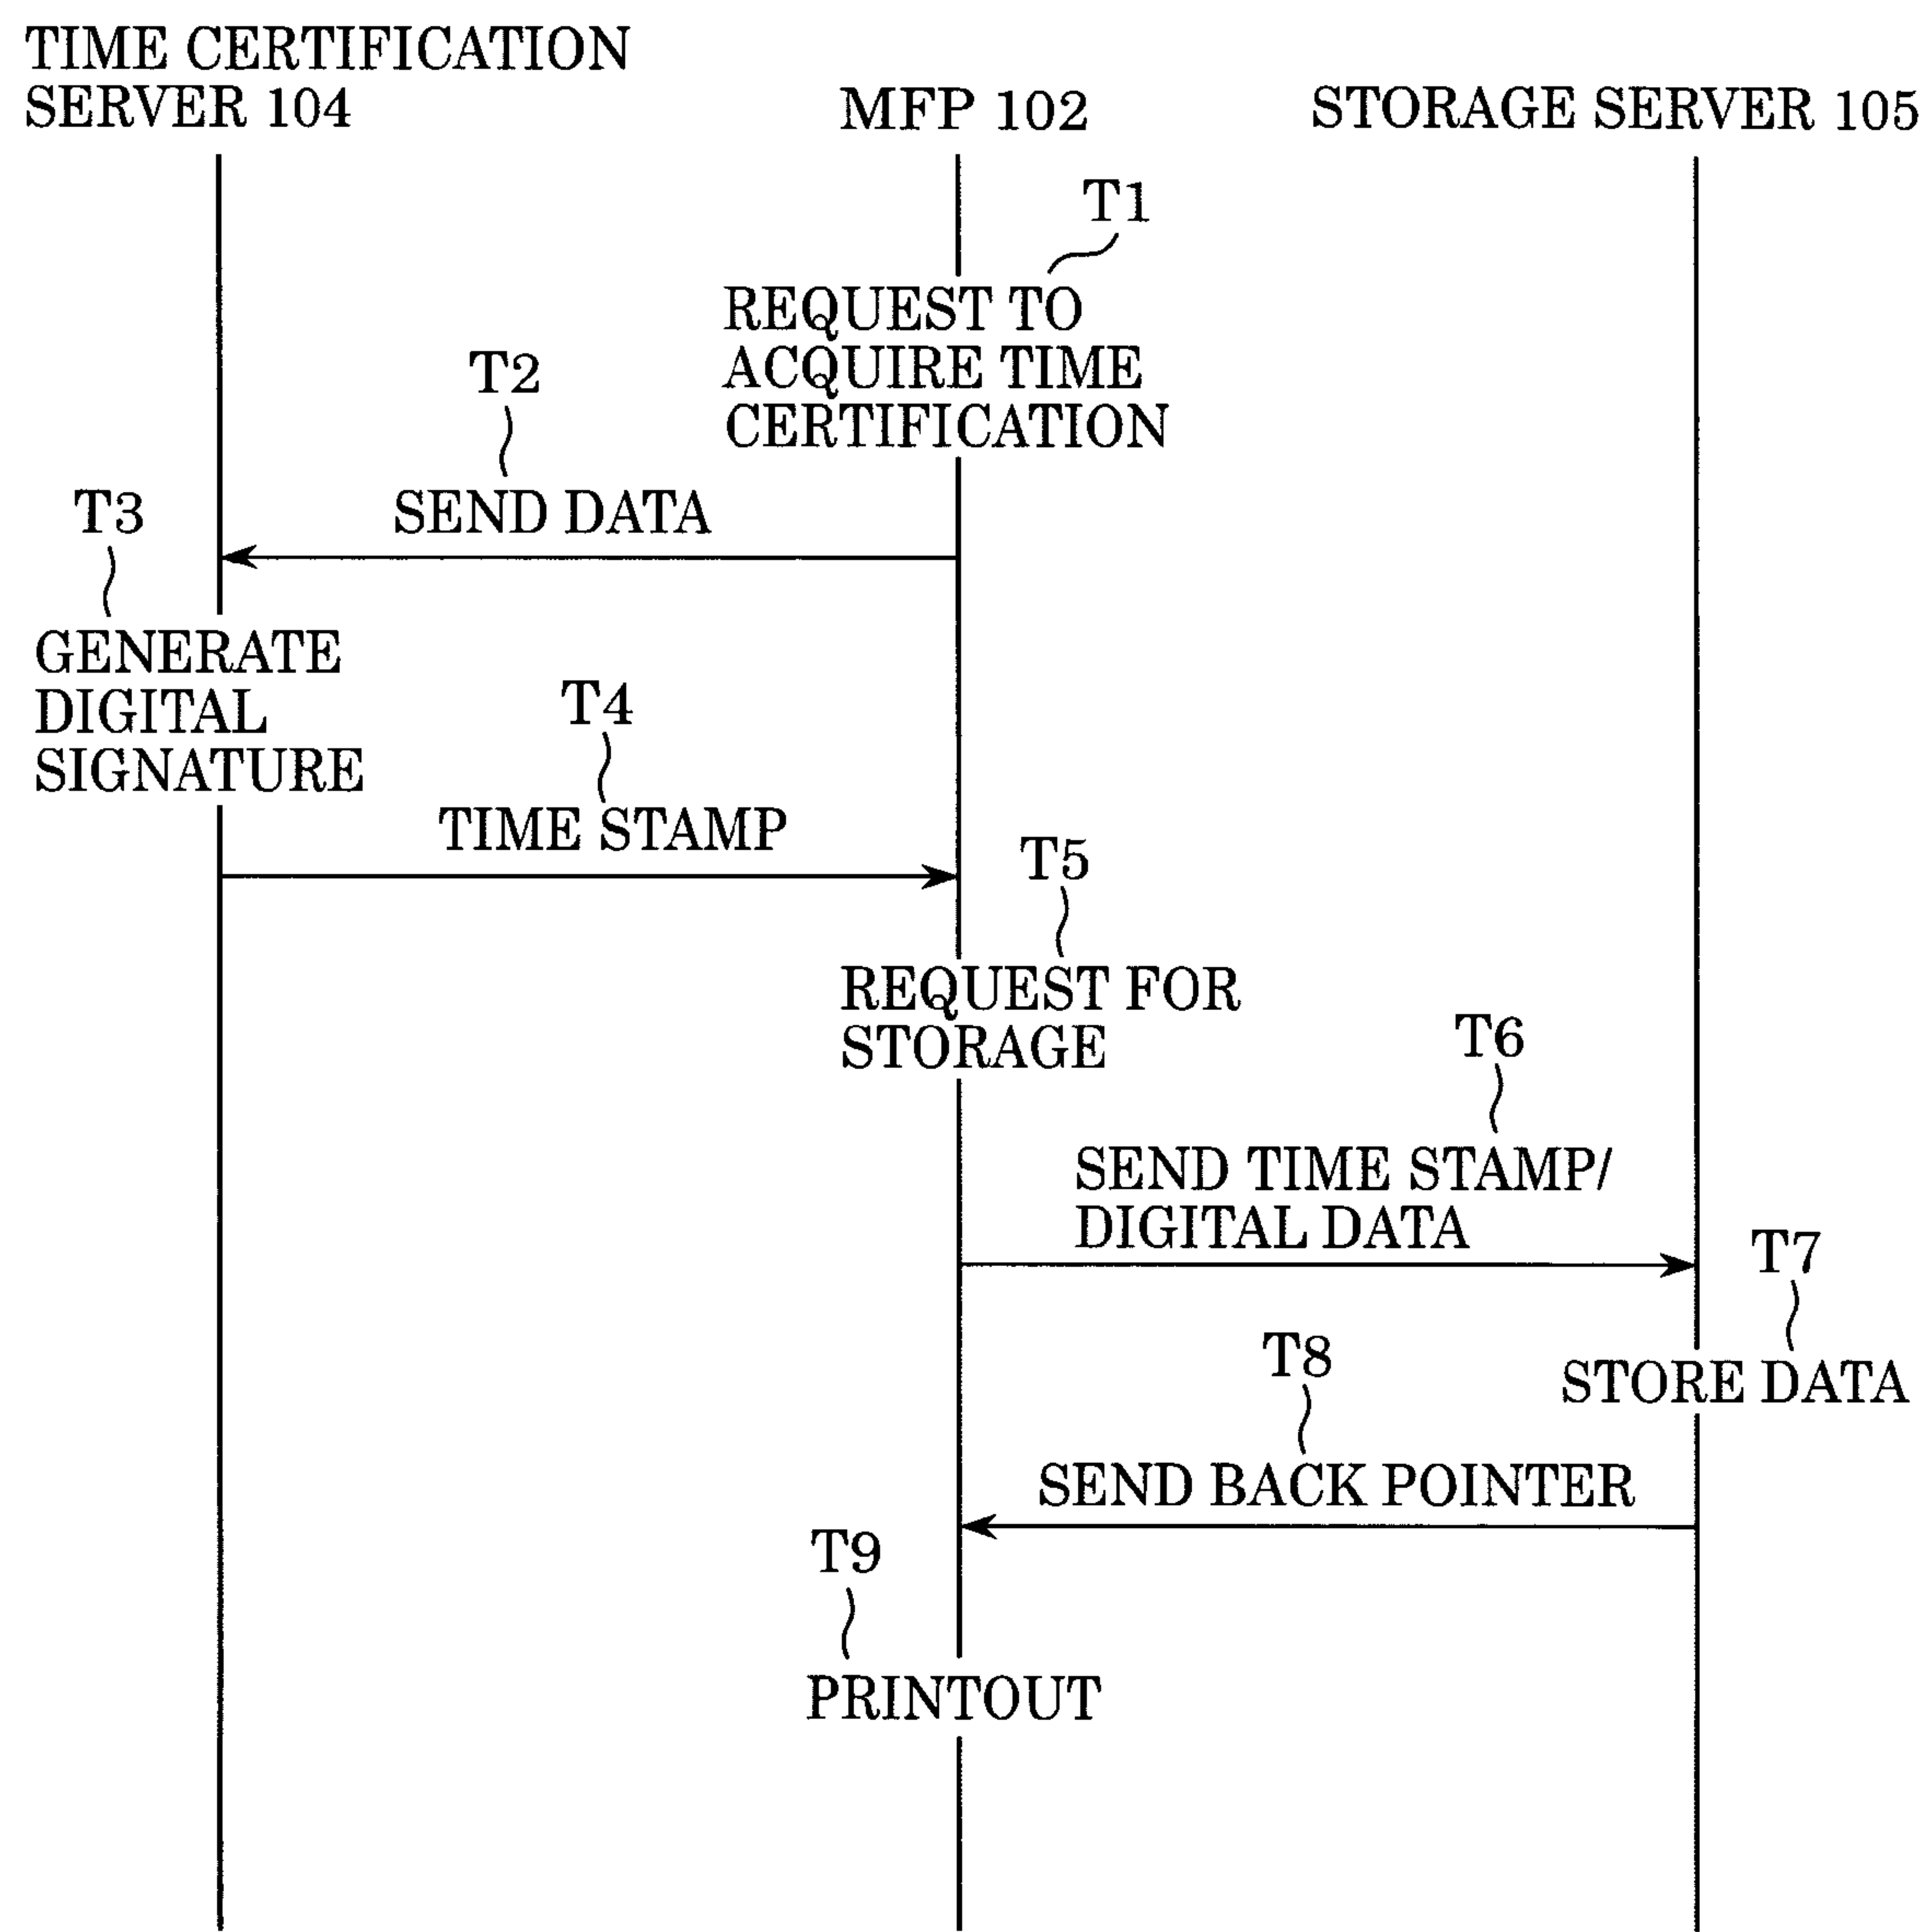 TIME CERTIFICATION
SERVER 104
MFP 102
STORAGE SERVER 105
T1
REQUEST TO
ACQUIRE TIME
CERTIFICATION
T2
SEND DATA
T3
GENERATE
DIGITAL
SIGNATURE
T4
TIME STAMP
T5
REQUEST FOR
STORAGE
T6
SEND TIME STAMP/
DIGITAL DATA
T7
STORE DATA
T8
SEND BACK POINTER
T9
PRINTOUT